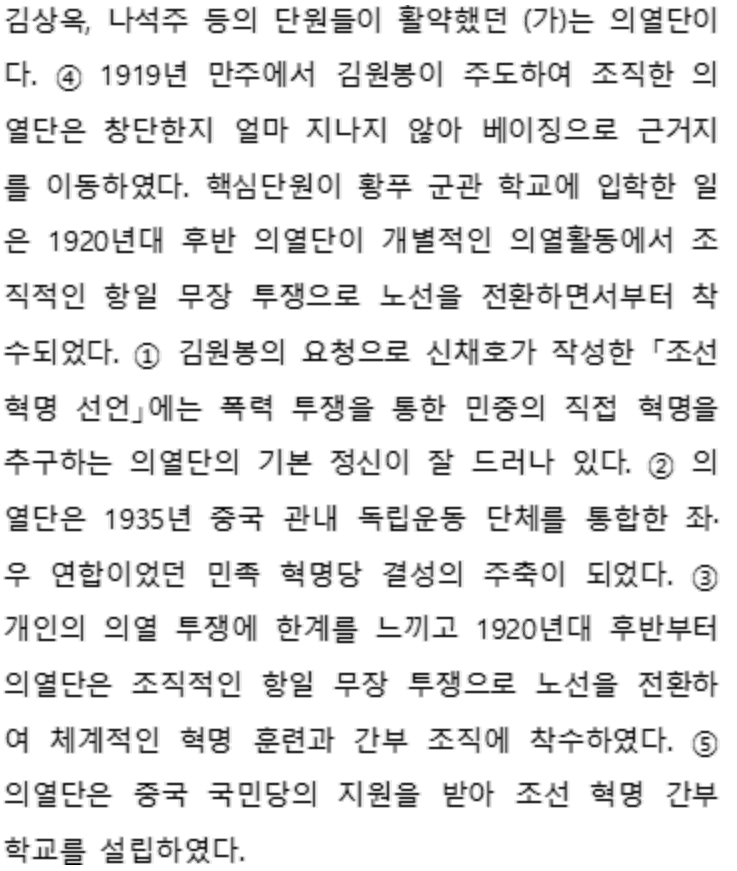 김상옥, 나석주 등의 단원들이 활약했던 (가)는 의열단이
다. ④ 1919년 만주에서 김원봉이 주도하여 조직한 의
열단은 창단한지 얼마 지나지 않아 베이징으로 근거지
를 이동하였다. 핵심단원이 황푸 군관 학교에 입학한 일
은 1920년대 후반 의열단이 개별적인 의열활동에서 조
직적인 항일 무장 투쟁으로 노선을 전환하면서부터 착
수되었다. ① 김원봉의 요청으로 신채호가 작성한 「조선
혁명 선언」에는 폭력 투쟁을 통한 민중의 직접 혁명을
추구하는 의열단의 기본 정신이 잘 드러나 있다. ② 의
열단은 1935년 중국 관내 독립운동 단체를 통합한 좌·
우 연합이었던 민족 혁명당 결성의 주축이 되었다. ③
개인의 의열 투쟁에 한계를 느끼고 1920년대 후반부터
의열단은 조직적인 항일 무장 투쟁으로 노선을 전환하
여 체계적인 혁명 훈련과 간부 조직에 착수하였다. ⑤
의열단은 중국 국민당의 지원을 받아 조선 혁명 간부
학교를 설립하였다.